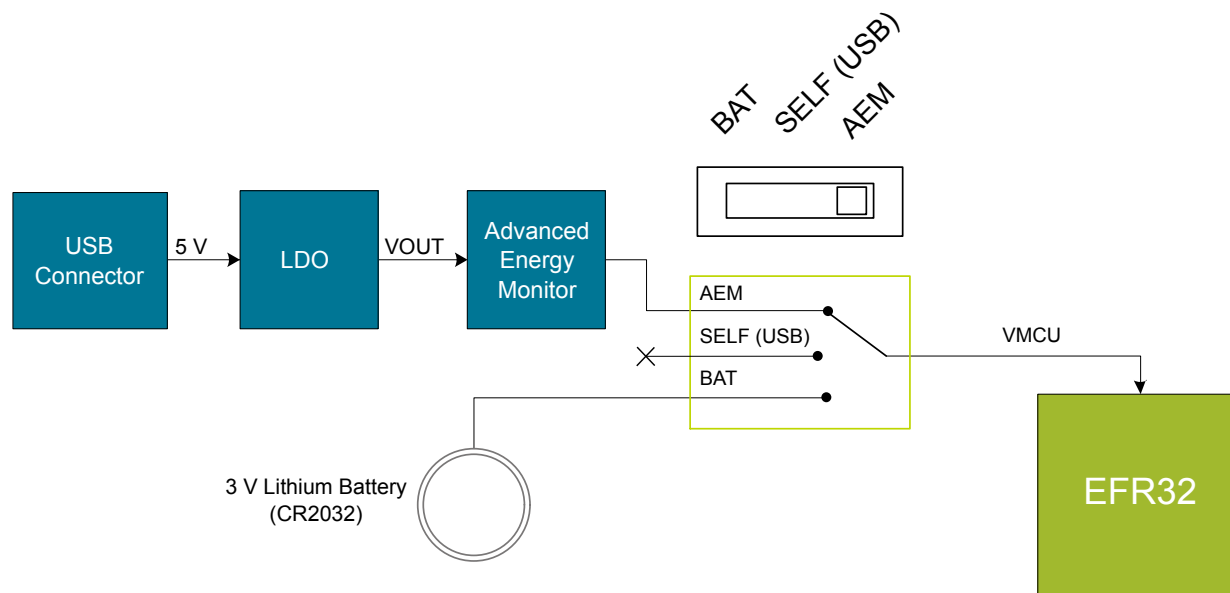 BAT
SELF (USB)
AEM
USB
Connector
5 V
LDO
VOUT
Advanced
Energy
Monitor
AEM
SELF (USB)
BAT
VMCU
3 V Lithium Battery
(CR2032)
EFR32